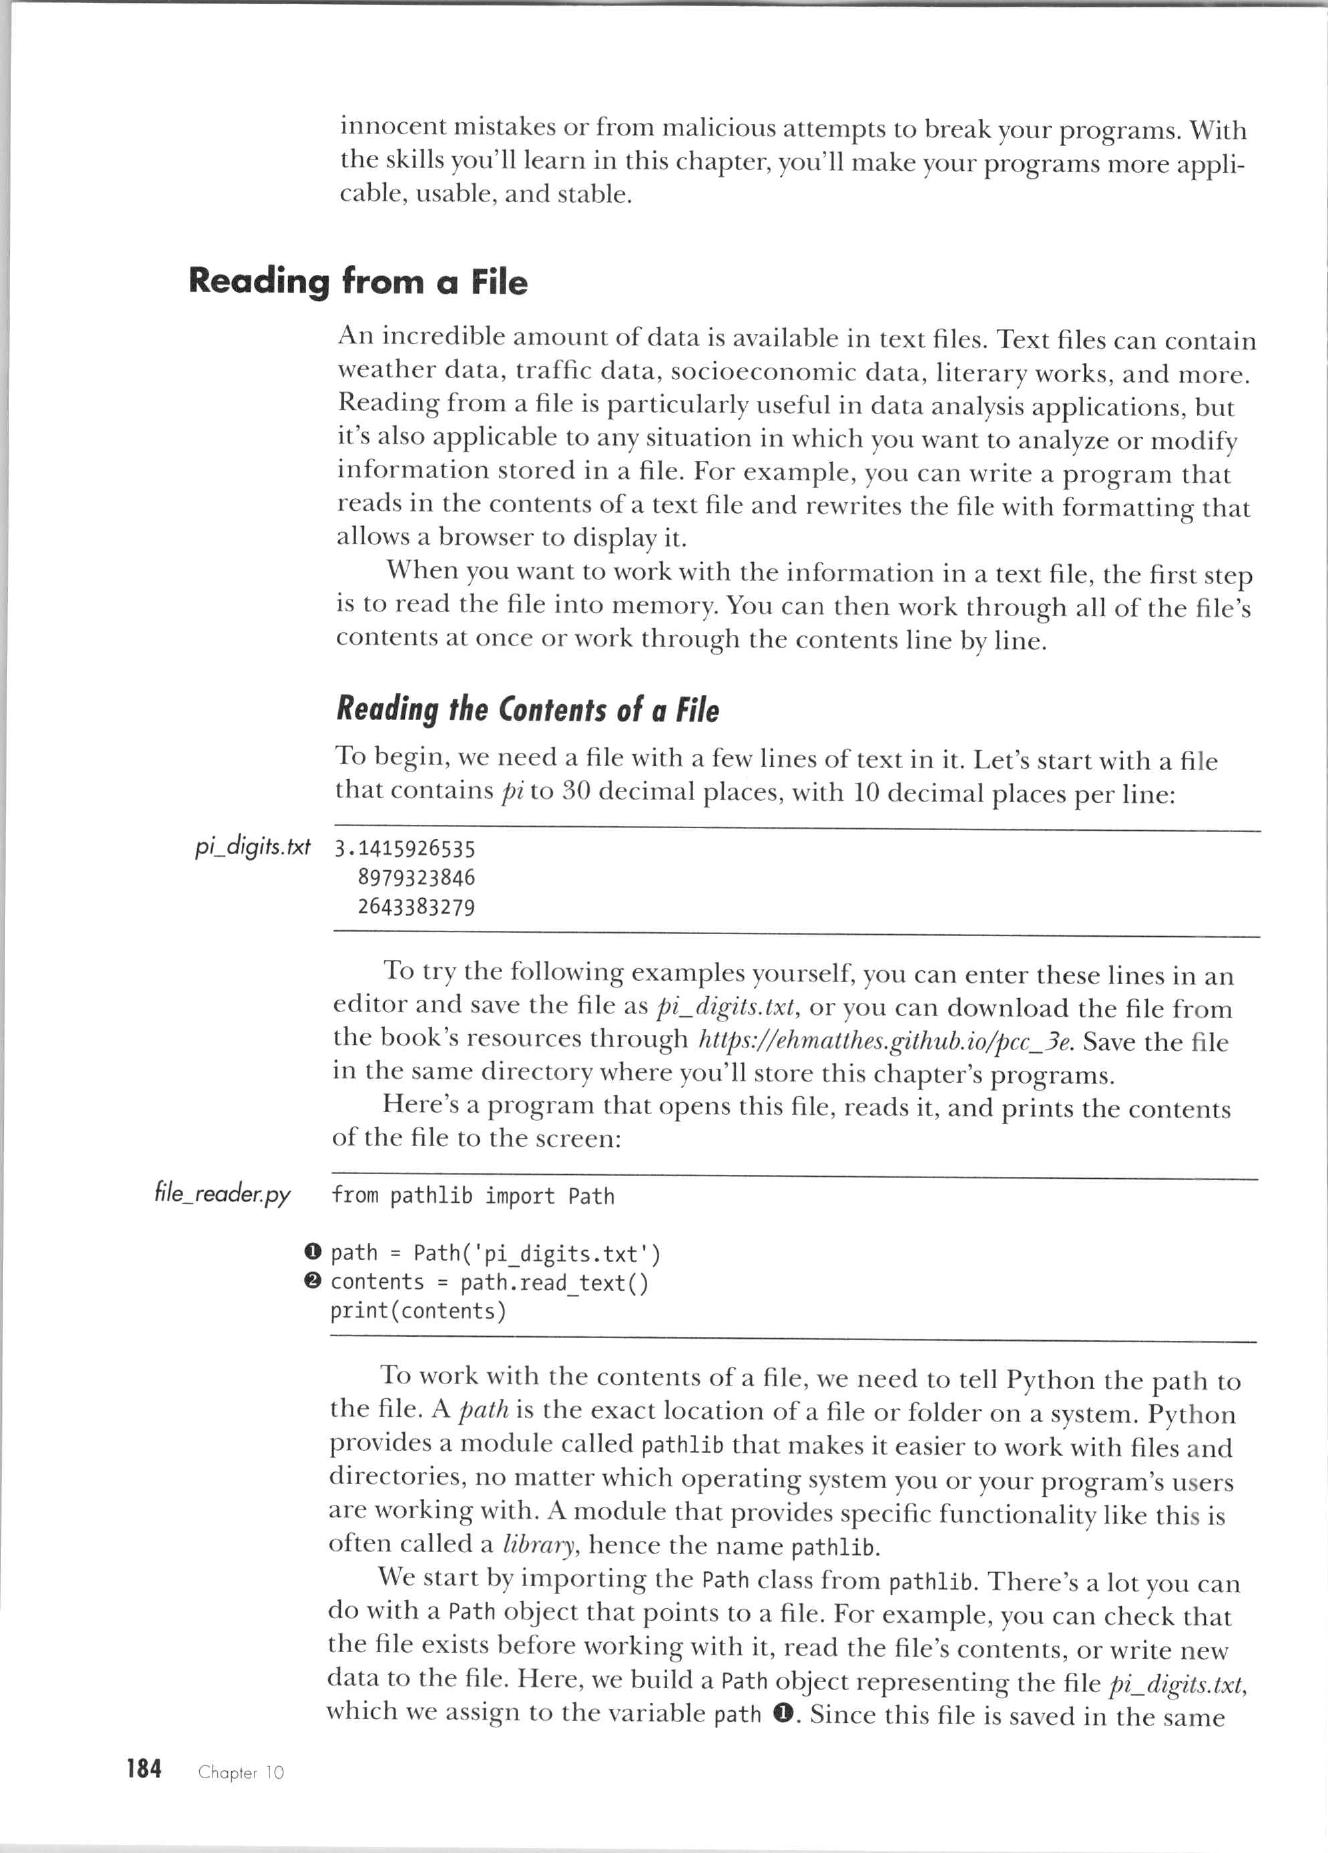 innocent mistakes or from malicious attempts to break your programs. With
the skills you'll learn in this chapter, you'll make your programs more appli-
cable, usable, and stable.
Reading from a File
An incredible amount of data is available in text files. Text files can contain
weather data, traffic data, socioeconomic data, literary works, and more.
Reading from a file is particularly useful in data analysis applications, but
it's also applicable to any situation in which you want to analyze or modify
information stored in a file. For example, you can write a program that
reads in the contents of a text file and rewrites the file with formatting that
allows a browser to display it.
When you want to work with the information in a text file, the first step
is to read the file into memory. You can then work through all of the file's
contents at once or work through the contents line by line.
Reading the Contents of a File
To begin, we need a file with a few lines of text in it. Let's start with a file
that contains pi to 30 decimal places, with 10 decimal places per line:
pi_digits.txt 3.1415926535
8979323846
2643383279
To try the following examples yourself, you can enter these lines in an
editor and save the file as pi_digits.txt, or you can download the file from
the book's resources through https://ehmatthes.github.io/pcc_3e. Save the file
in the same directory where you'll store this chapter's programs.
Here's a program that opens this file, reads it, and prints the contents
of the file to the screen:
file_reader.py from pathlib import Path
❶ path = Path('pi_digits.txt')
❷ contents = path.read_text()
print(contents)
To work with the contents of a file, we need to tell Python the path to
the file. A path is the exact location of a file or folder on a system. Python
provides a module called pathlib that makes it easier to work with files and
directories, no matter which operating system you or your program's users
are working with. A module that provides specific functionality like this is
often called a library, hence the name pathlib.
We start by importing the Path class from pathlib. There's a lot you can
do with a Path object that points to a file. For example, you can check that
the file exists before working with it, read the file's contents, or write new
data to the file. Here, we build a Path object representing the file pi_digits.txt,
which we assign to the variable path ❶. Since this file is saved in the same
184 Chapter 10